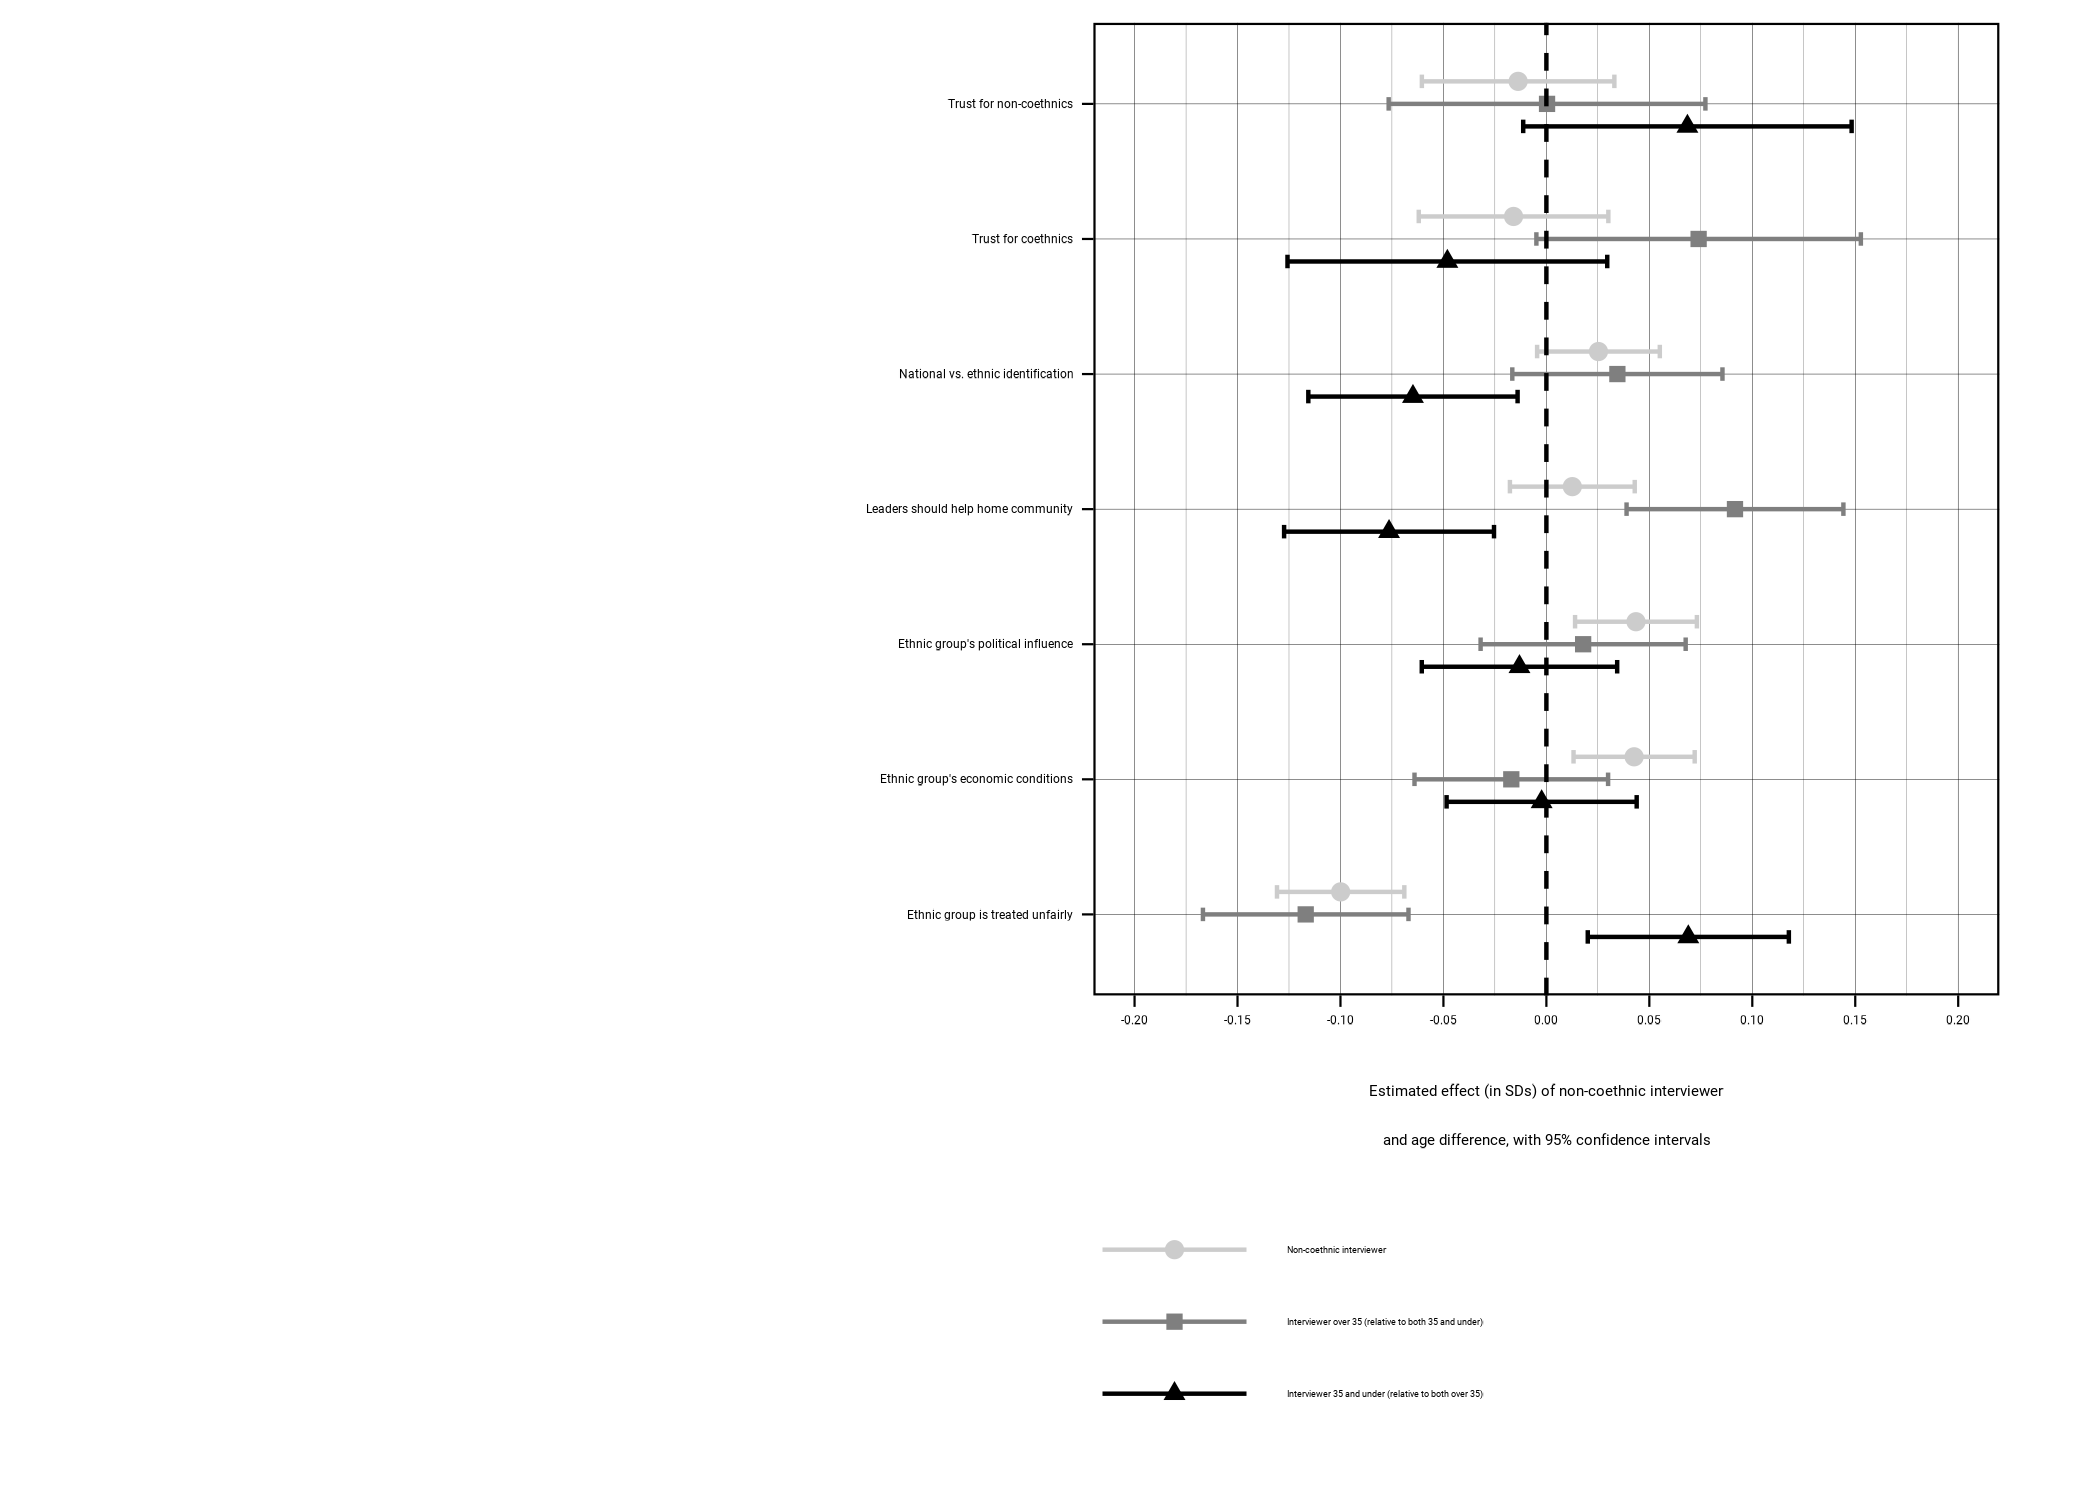 Trust for non-coethnics
Trust for coethnics
National vs. ethnic identification
Leaders should help home community
Ethnic group's political influence
Ethnic group's economic conditions
Ethnic group is treated unfairly
-0.20 -0.15 -0.10 -0.05 0.00 0.05 0.10 0.15 0.20
Estimated effect (in SDs) of non-coethnic interviewer
and age difference, with 95% confidence intervals
Non-coethnic interviewer
Interviewer over 35 (relative to both 35 and under)
Interviewer 35 and under (relative to both over 35)